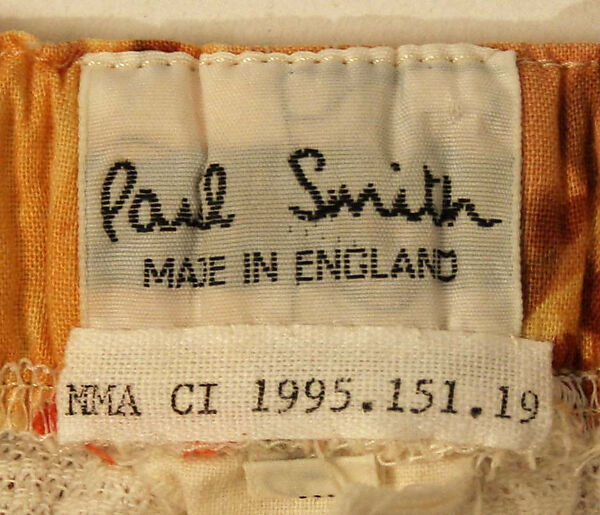 Paul Smith
MADE IN ENGLAND
MMA CI 1995.151.19